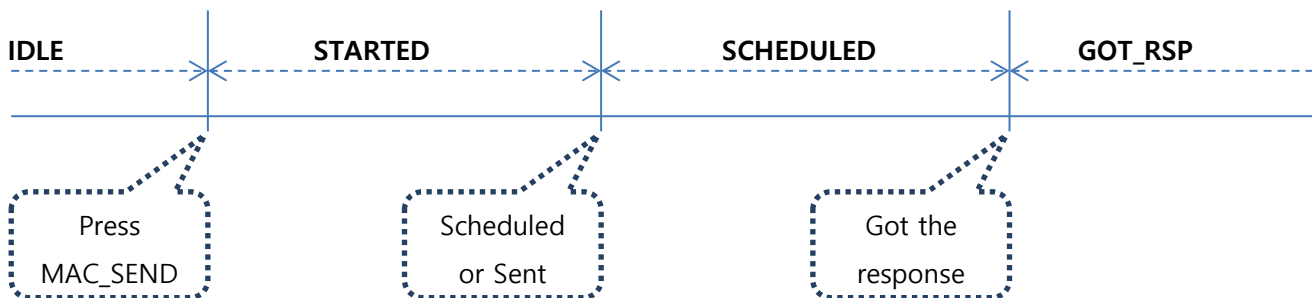 IDLE STARTED SCHEDULED GOT_RSP
Press
MAC_SEND
Scheduled
or Sent
Got the
response